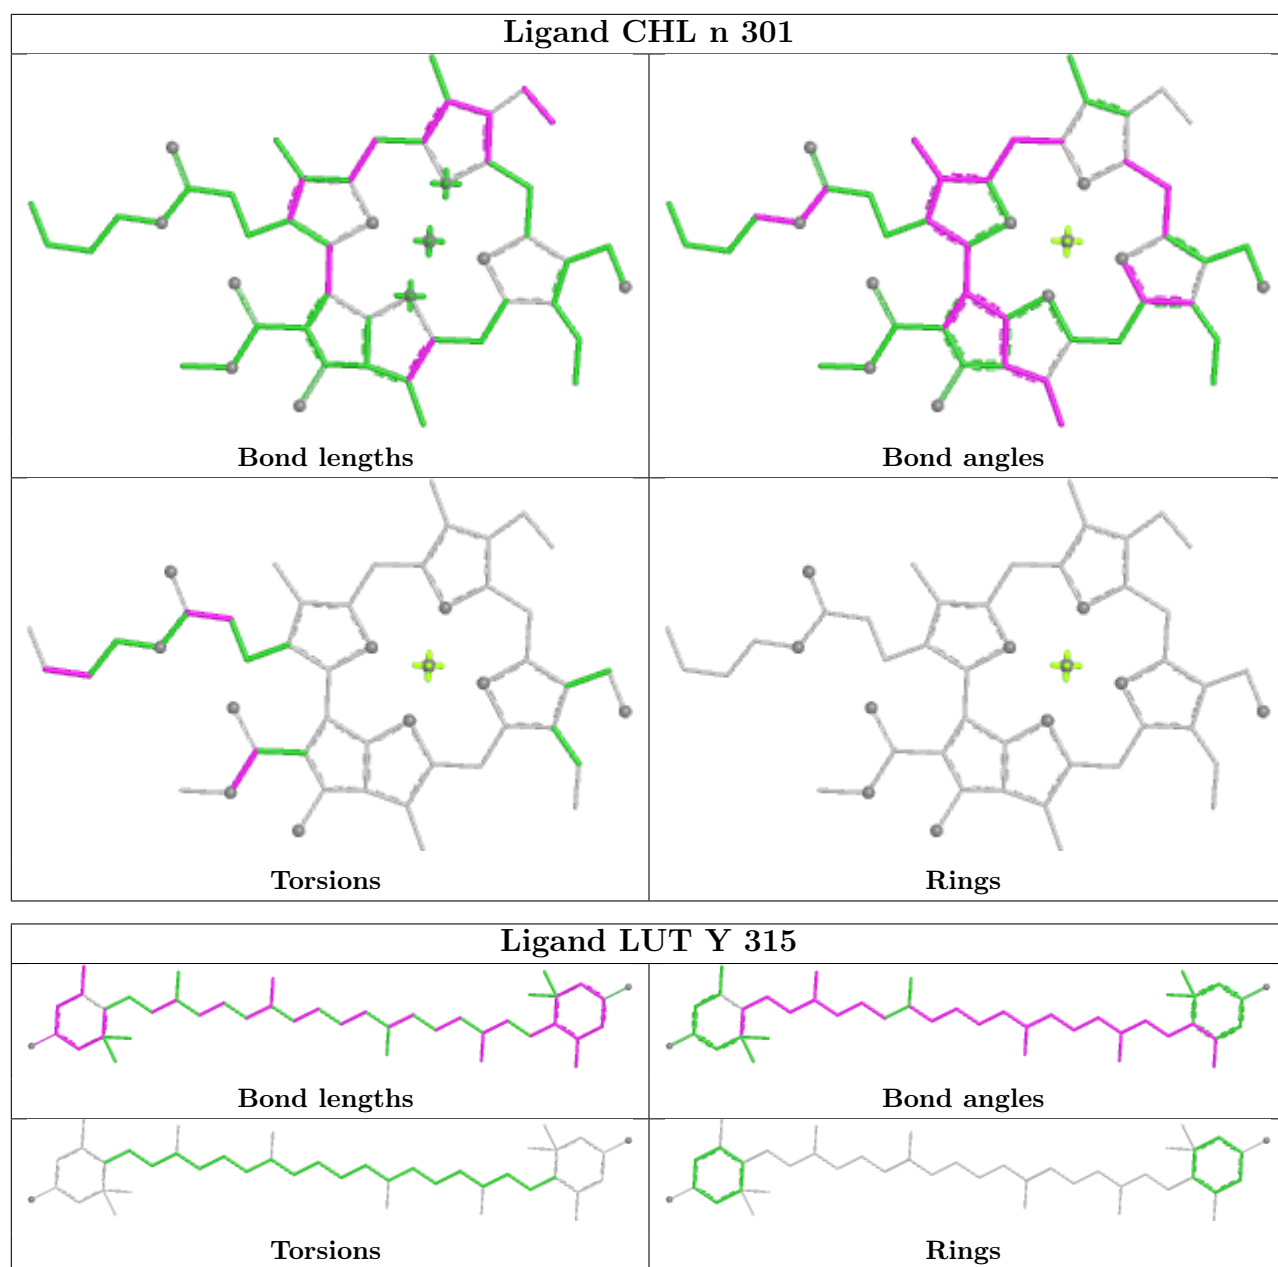 Ligand CHL n 301
Bond lengths
Bond angles
Torsions
Rings
Ligand LUT Y 315
Bond lengths
Bond angles
Torsions
Rings